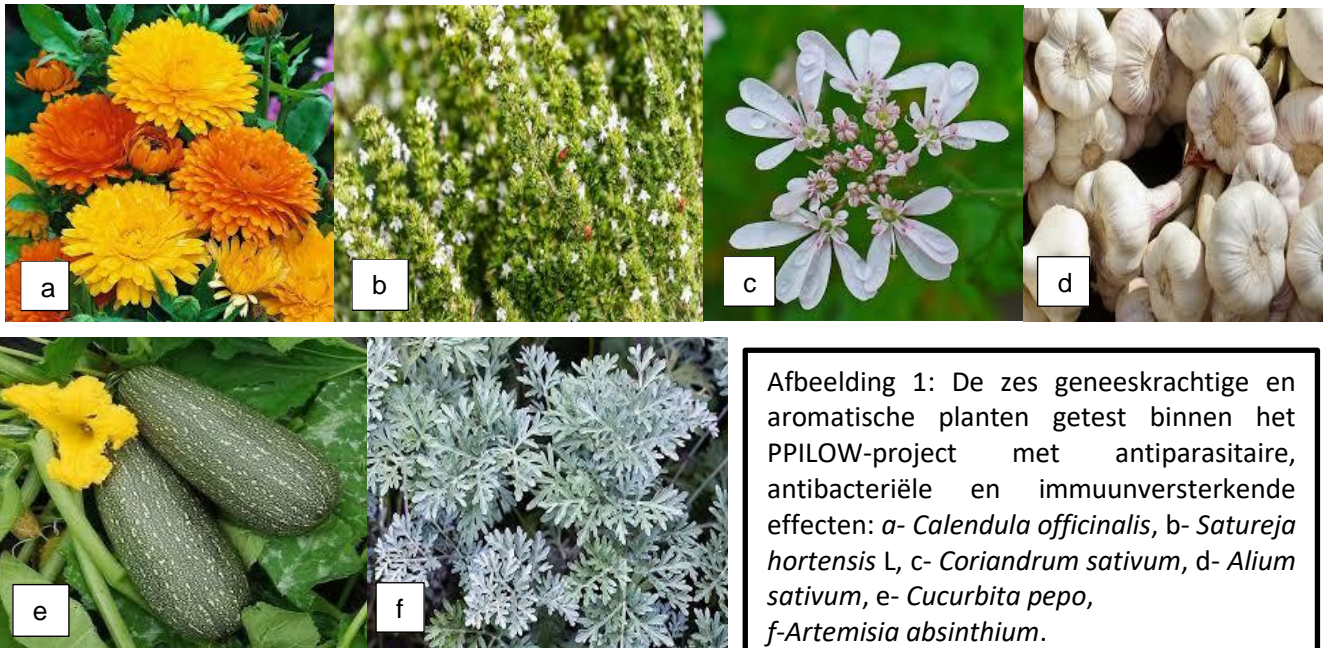 a
b
c
d
e
f
Afbeelding 1: De zes geneeskrachtige en
aromatische planten getest binnen het
PPILOW-project met antiparasitaire,
antibacteriële en immuunversterkende
effecten: a- Calendula officinalis, b- Satureja
hortensis L, c- Coriandrum sativum, d- Alium
sativum, e- Cucurbita pepo,
f-Artemisia absinthium.